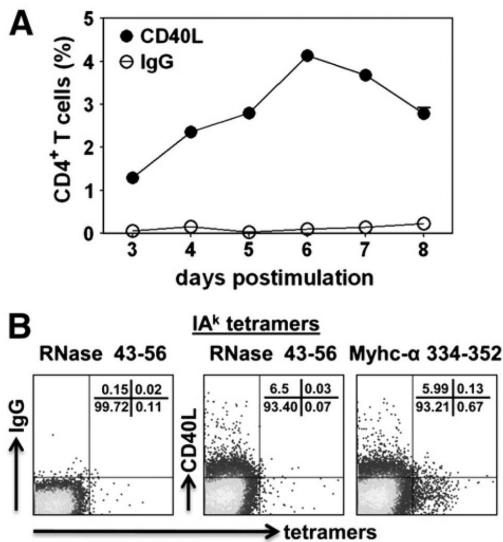 A
CD40L
IgG
CD4+ T cells (%)
5
4
3
2
1
0
3 4 5 6 7 8
days postimulation
B
IAk tetramers
RNase 43-56 RNase 43-56 Myhc-α 334-352
IgG
0.15 0.02
99.72 0.11
CD40L
6.5 0.03
93.40 0.07
5.99 0.13
93.21 0.67
tetramers